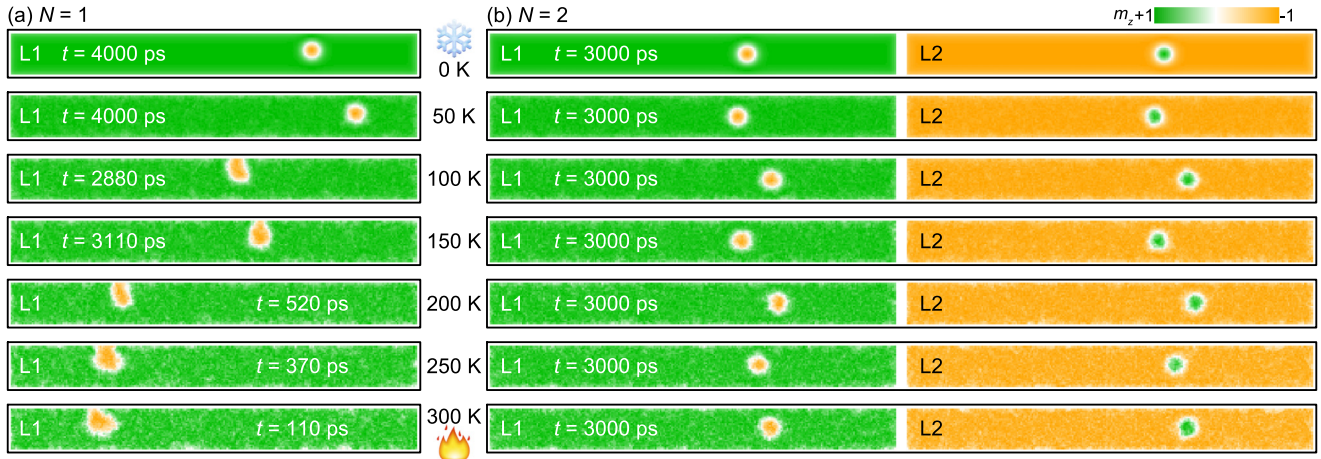 (a) N = 1
(b) N = 2
m_z +1 -1
L1 t = 4000 ps
0 K
L1 t = 3000 ps
L2
L1 t = 4000 ps
50 K
L1 t = 3000 ps
L2
L1 t = 2880 ps
100 K
L1 t = 3000 ps
L2
L1 t = 3110 ps
150 K
L1 t = 3000 ps
L2
L1 t = 520 ps
200 K
L1 t = 3000 ps
L2
L1 t = 370 ps
250 K
L1 t = 3000 ps
L2
L1 t = 110 ps
300 K
L1 t = 3000 ps
L2